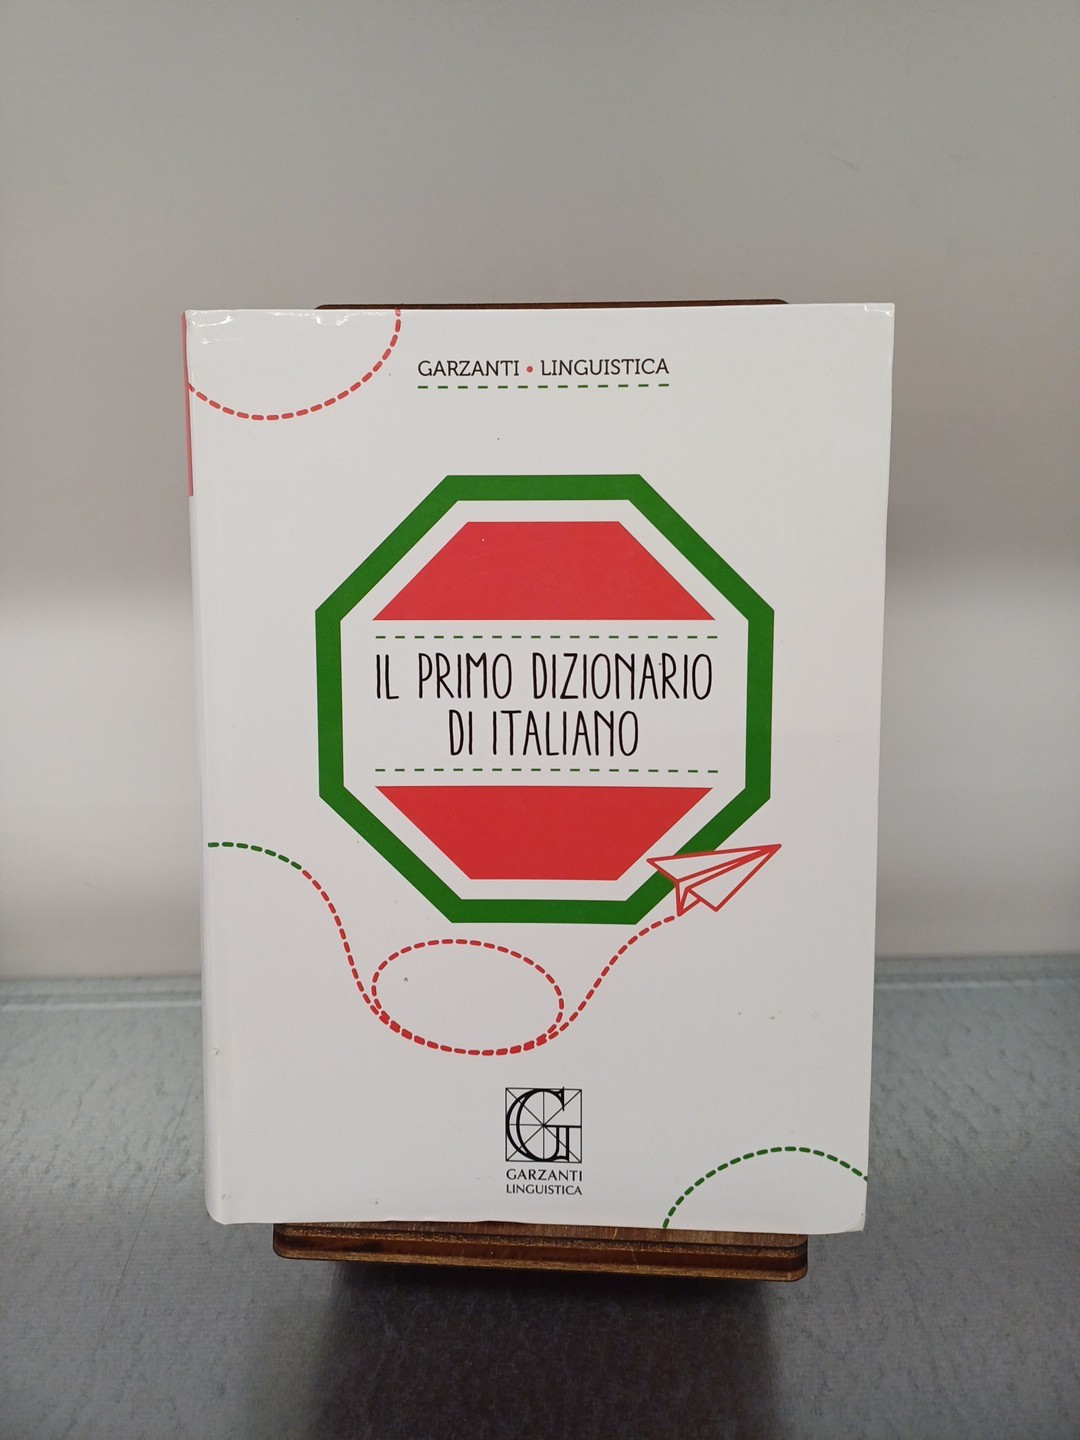 GARZANTI • LINGUISTICA
IL PRIMO DIZIONARIO
DI ITALIANO
G
GARZANTI
LINGUISTICA